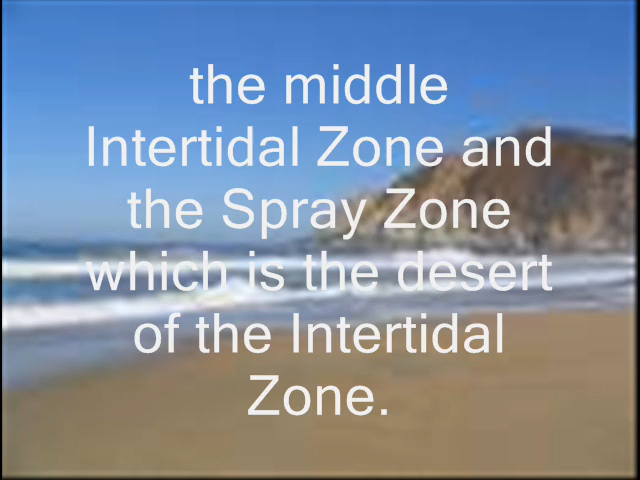 the middle
Intertidal Zone and
the Spray Zone
which is the desert
of the Intertidal
Zone.